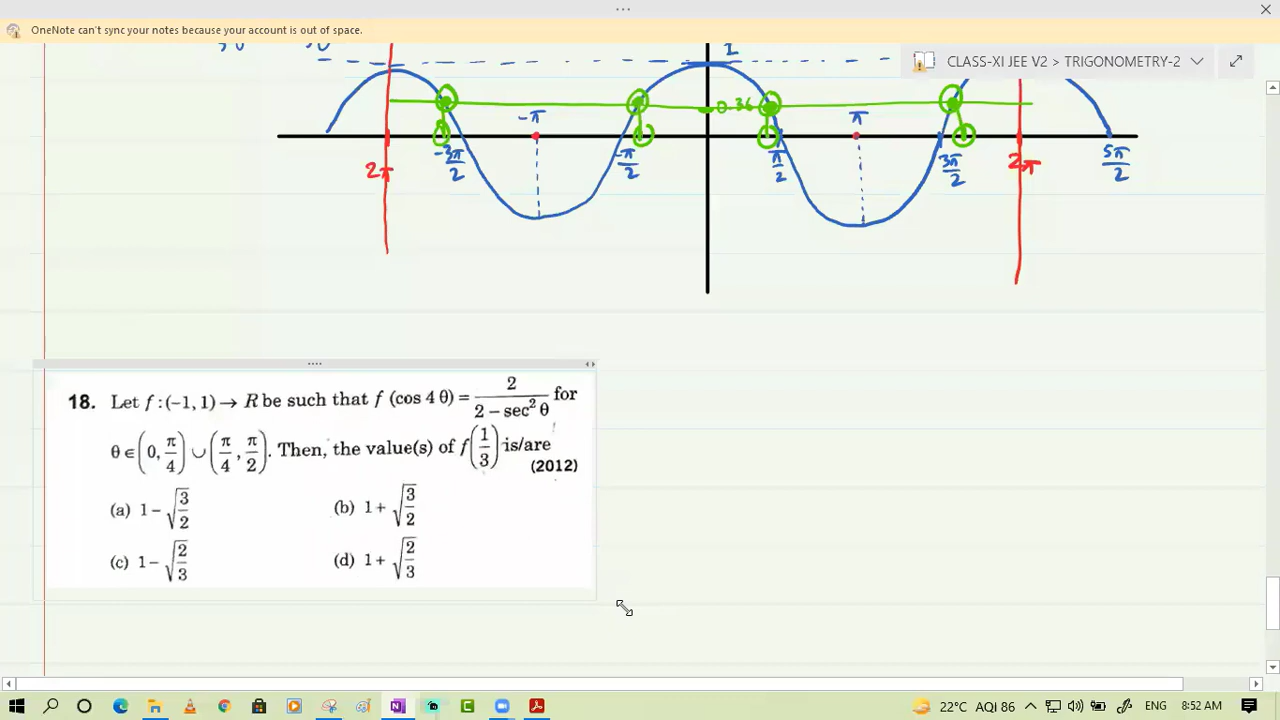 OneNote can't sync your notes because your account is out of space.
CLASS-XI JEE V2 > TRIGONOMETRY-2
1
0.36
-π
π
-3π/2
-π/2
π/2
3π/2
5π/2
2π
2π
18. Let f : (−1, 1) → R be such that f (cos 4 θ) = 2/(2 − sec² θ) for
θ ∈ (0, π/4) ∪ (π/4, π/2). Then, the value(s) of f(1/3) is/are
(2012)
(a) 1 − √(3/2) (b) 1 + √(3/2)
(c) 1 − √(2/3) (d) 1 + √(2/3)
22°C AQI 86 ENG 8:52 AM